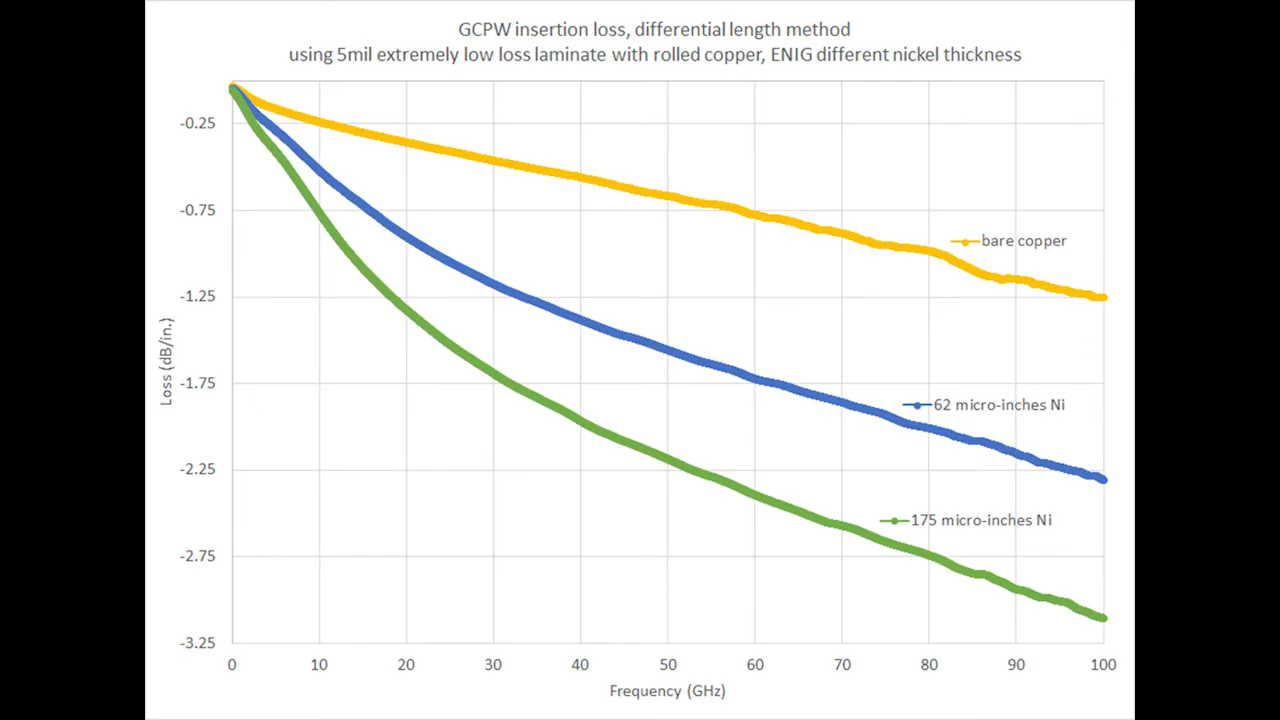 GCPW insertion loss, differential length method
using 5mil extremely low loss laminate with rolled copper, ENIG different nickel thickness
-0.25
-0.75
bare copper
-1.25
Loss (dB/in.)
-1.75
62 micro-inches Ni
-2.25
175 micro-inches Ni
-2.75
-3.25
0 10 20 30 40 50 60 70 80 90 100
Frequency (GHz)